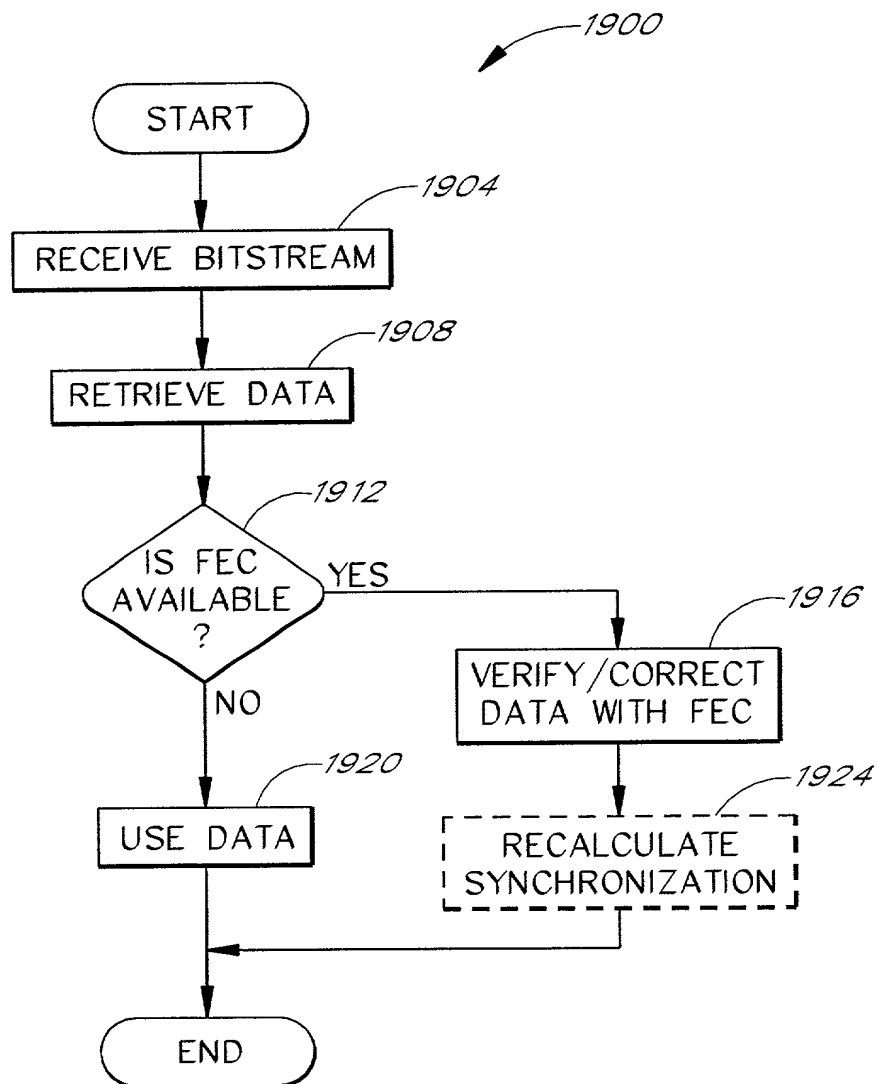 1900
START
1904
RECEIVE BITSTREAM
1908
RETRIEVE DATA
1912
IS FEC
AVAILABLE
?
YES
NO
1916
VERIFY/CORRECT
DATA WITH FEC
1920
USE DATA
1924
RECALCULATE
SYNCHRONIZATION
END